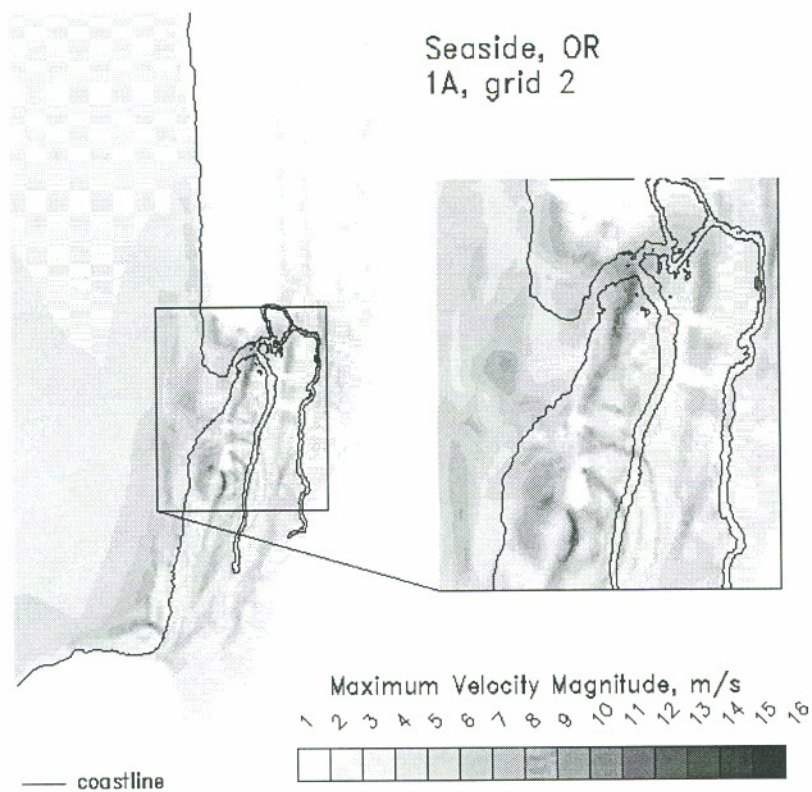 Seaside, OR
1A, grid 2
Maximum Velocity Magnitude, m/s
1 2 3 4 5 6 7 8 9 10 11 12 13 14 15 16
coastline